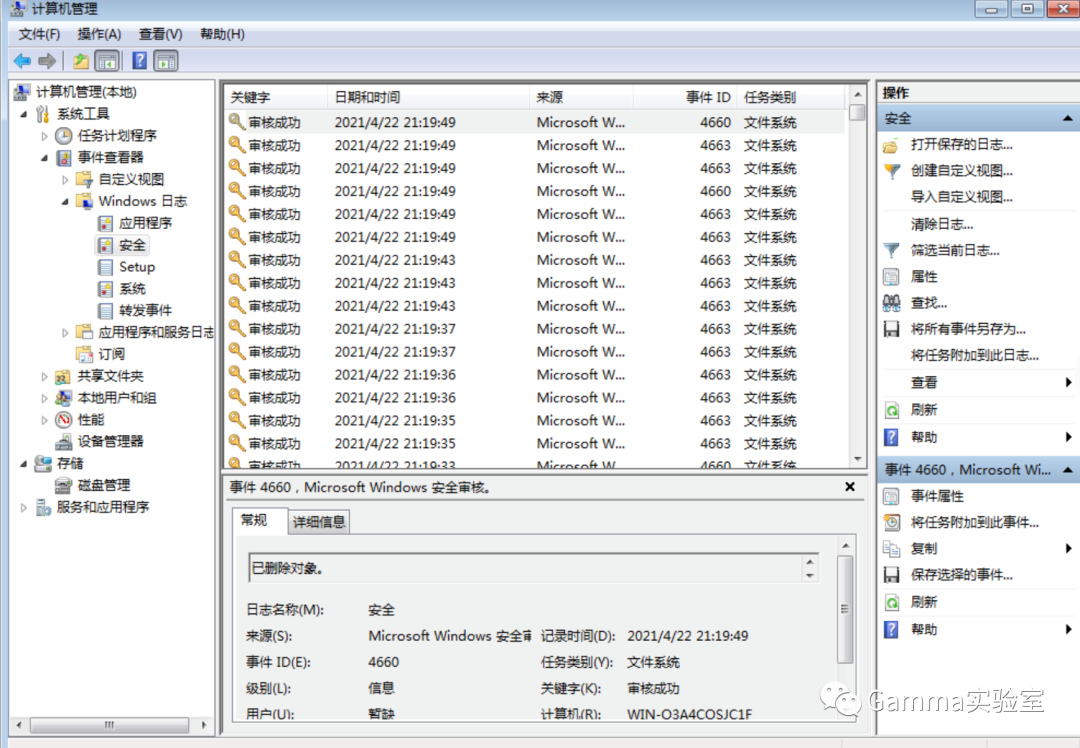 计算机管理
文件(F) 操作(A) 查看(V) 帮助(H)
计算机管理(本地)
系统工具
任务计划程序
事件查看器
自定义视图
Windows 日志
应用程序
安全
Setup
系统
转发事件
应用程序和服务日志
订阅
共享文件夹
本地用户和组
性能
设备管理器
存储
磁盘管理
服务和应用程序
关键字 日期和时间 来源 事件 ID 任务类别
审核成功 2021/4/22 21:19:49 Microsoft W... 4660 文件系统
审核成功 2021/4/22 21:19:49 Microsoft W... 4663 文件系统
审核成功 2021/4/22 21:19:49 Microsoft W... 4663 文件系统
审核成功 2021/4/22 21:19:49 Microsoft W... 4660 文件系统
审核成功 2021/4/22 21:19:49 Microsoft W... 4663 文件系统
审核成功 2021/4/22 21:19:49 Microsoft W... 4663 文件系统
审核成功 2021/4/22 21:19:43 Microsoft W... 4663 文件系统
审核成功 2021/4/22 21:19:43 Microsoft W... 4663 文件系统
审核成功 2021/4/22 21:19:43 Microsoft W... 4663 文件系统
审核成功 2021/4/22 21:19:37 Microsoft W... 4663 文件系统
审核成功 2021/4/22 21:19:37 Microsoft W... 4663 文件系统
审核成功 2021/4/22 21:19:36 Microsoft W... 4663 文件系统
审核成功 2021/4/22 21:19:36 Microsoft W... 4663 文件系统
审核成功 2021/4/22 21:19:35 Microsoft W... 4663 文件系统
审核成功 2021/4/22 21:19:35 Microsoft W... 4663 文件系统
审核成功 2021/4/22 21:19:33 Microsoft W... 4660 文件系统
事件 4660，Microsoft Windows 安全审核。
常规 详细信息
已删除对象。
日志名称(M): 安全
来源(S): Microsoft Windows 安全审 记录时间(D): 2021/4/22 21:19:49
事件 ID(E): 4660 任务类别(Y): 文件系统
级别(L): 信息 关键字(K): 审核成功
用户(U): 暂缺 计算机(R): WIN-O3A4COSJC1F
操作
安全
打开保存的日志...
创建自定义视图...
导入自定义视图...
清除日志...
筛选当前日志...
属性
查找...
将所有事件另存为...
将任务附加到此日志...
查看
刷新
帮助
事件 4660，Microsoft Wi...
事件属性
将任务附加到此事件...
复制
保存选择的事件...
刷新
帮助
Gamma实验室